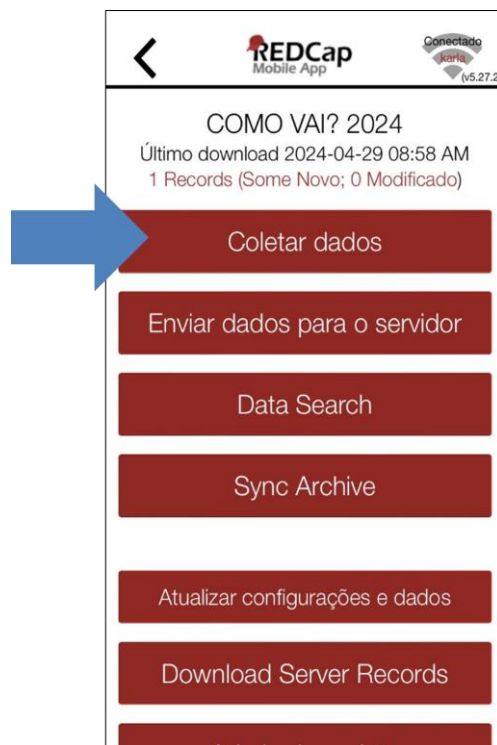 REDCap
Mobile App
Conectado
karla
(v5.27.2
COMO VAI? 2024
Último download 2024-04-29 08:58 AM
1 Records (Some Novo; 0 Modificado)
Coletar dados
Enviar dados para o servidor
Data Search
Sync Archive
Atualizar configurações e dados
Download Server Records